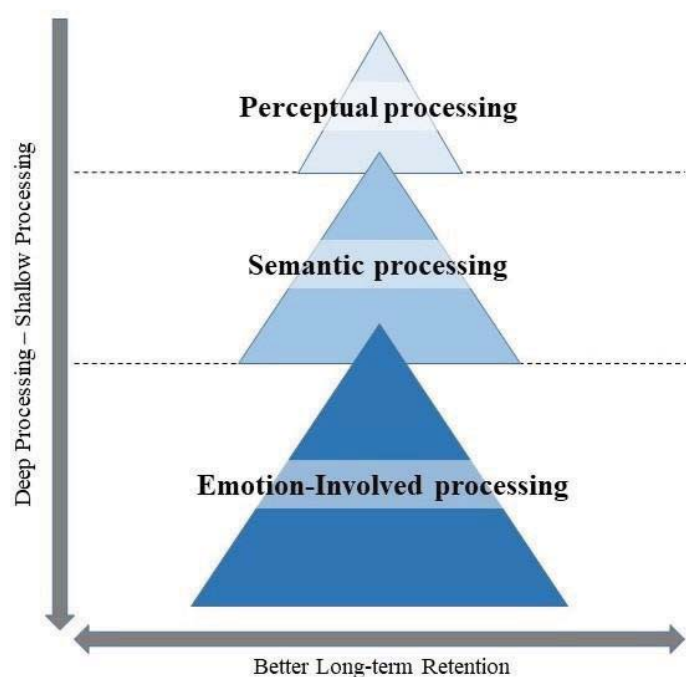 Perceptual processing
Semantic processing
Emotion-Involved processing
Deep Processing – Shallow Processing
Better Long-term Retention